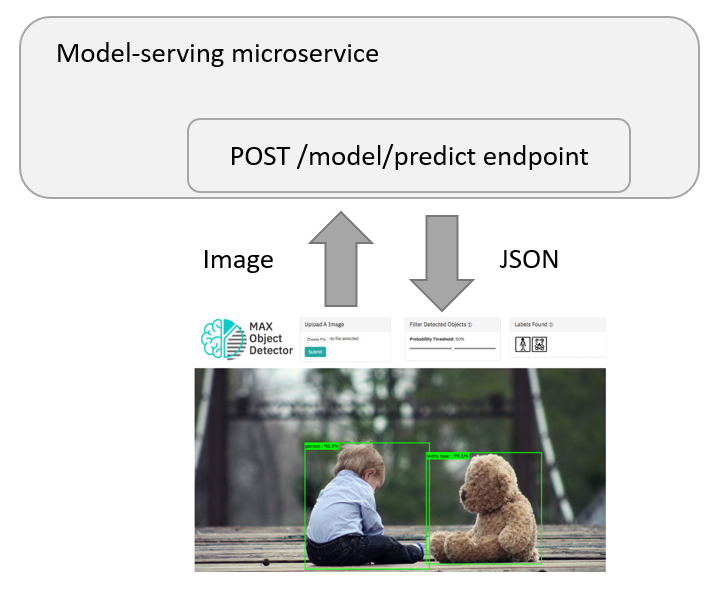 Model-serving microservice
POST /model/predict endpoint
Image
JSON
MAX
Object
Detector
Upload A Image
Choose File no file selected
Submit
Filter Detected Objects
Probability Threshold: 50%
Labels Found
person : 98.9%
teddy bear : 99.1%